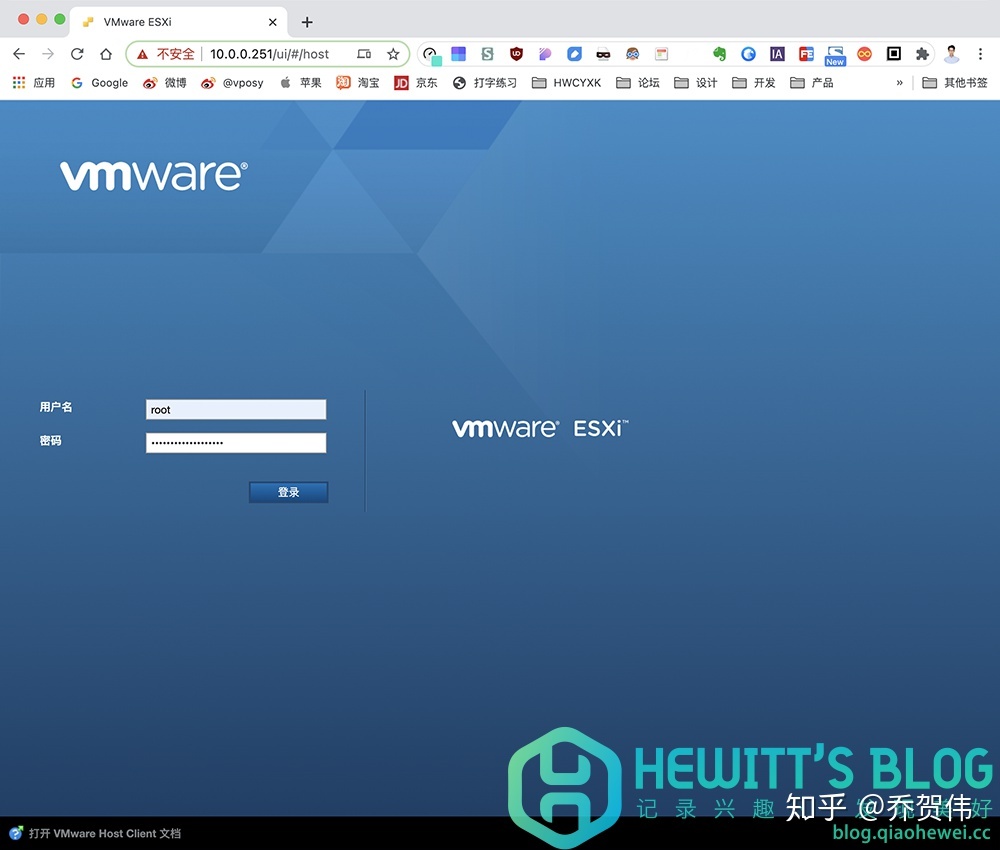 VMware ESXi
不安全 10.0.0.251/ui/#/host
New
应用 Google 微博 @vposy 苹果 淘宝 京东 打字练习 HWCYXK 论坛 设计 开发 产品 » 其他书签
vmware®
用户名 root
密码
登录
vmware® ESXi™
HEWITT'S BLOG
记录兴趣
知乎 @乔贺伟
好
blog.qiaohewei.cc
打开 VMware Host Client 文档